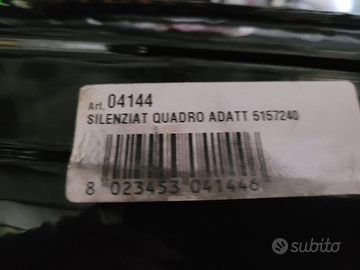 Art. 04144
SILENZIAT QUADRO ADATT 5157240
8 023453 041446
subito